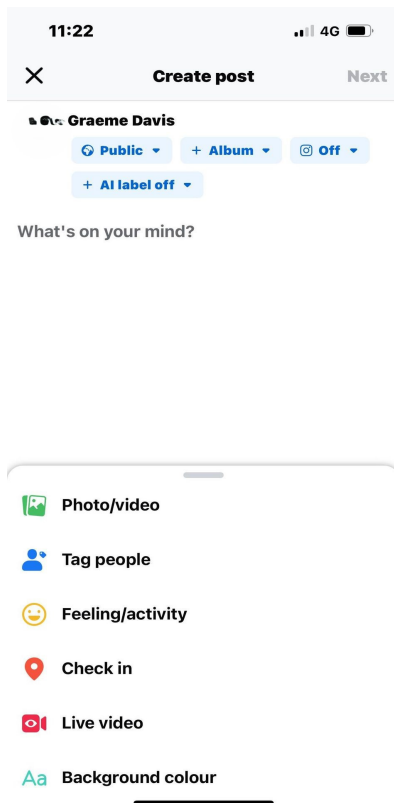 11:22 4G
Create post Next
Graeme Davis
Public + Album Off
+ AI label off
What's on your mind?
Photo/video
Tag people
Feeling/activity
Check in
Live video
Aa Background colour